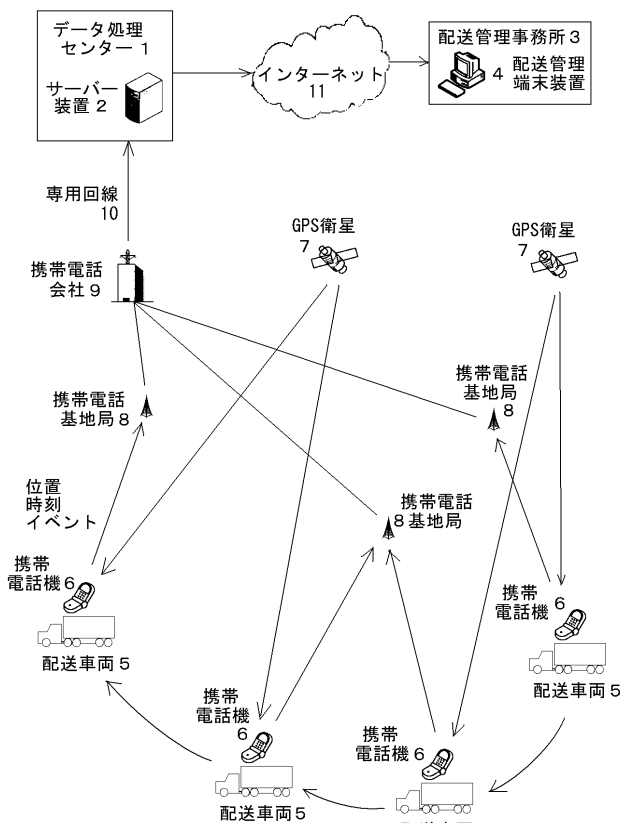 データ処理
センター１
サーバー
装置２
インターネット
11
配送管理事務所３
４ 配送管理
端末装置
専用回線
10
GPS衛星
7
GPS衛星
7
携帯電話
会社９
携帯電話
基地局８
携帯電話
基地局
8
携帯電話
８基地局
位置
時刻
イベント
携帯
電話機６
配送車両５
携帯
電話機
6
配送車両５
携帯
電話機
6
配送車両５
携帯
電話機６